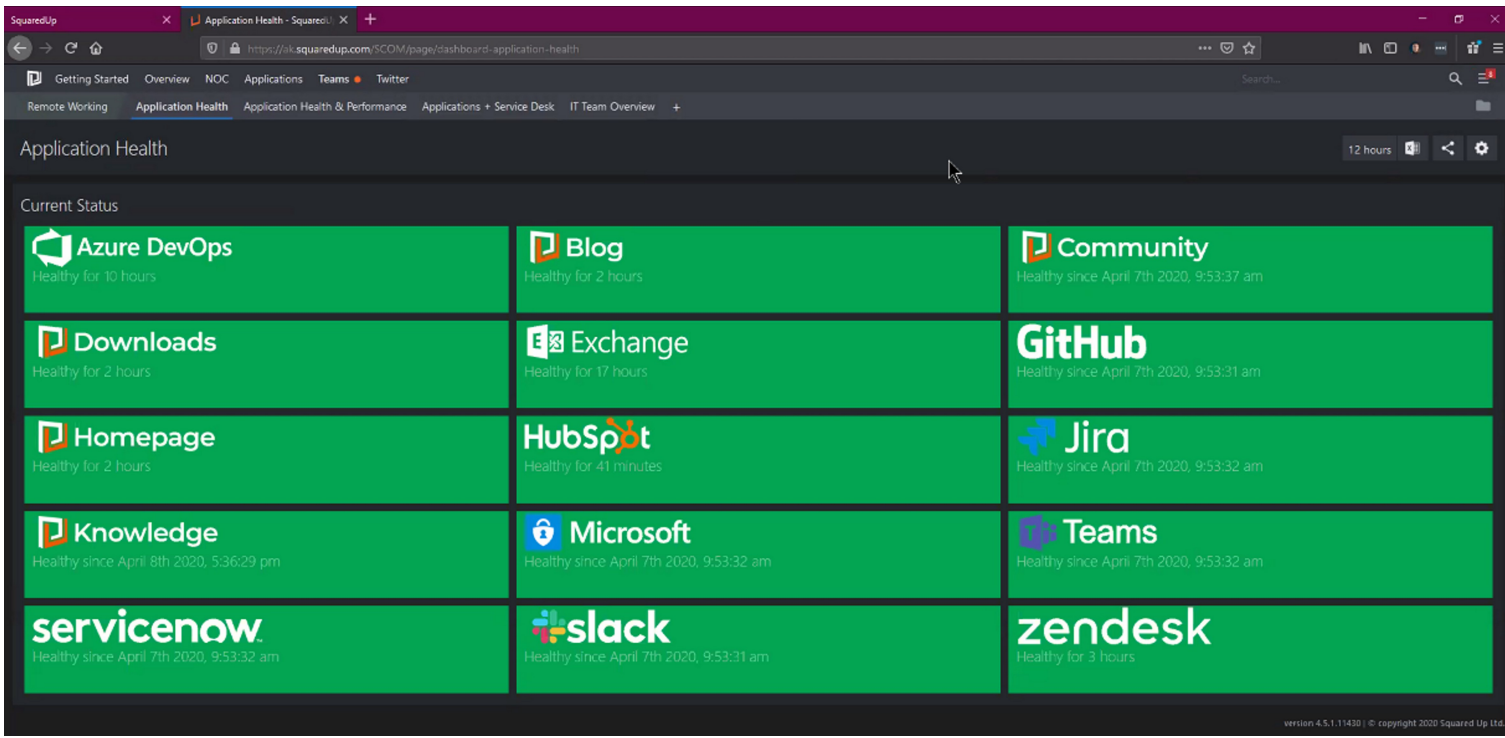 SquaredUp
Application Health - SquaredU
https://ok.squaredup.com/SCOM/page/dashboard-application-health
Getting Started Overview NOC Applications Teams Twitter Search...
Remote Working Application Health Application Health & Performance Applications + Service Desk IT Team Overview +
Application Health
12 hours
Current Status
Azure DevOps
Healthy for 10 hours
Blog
Healthy for 2 hours
Community
Healthy since April 7th 2020, 9:53:37 am
Downloads
Healthy for 2 hours
Exchange
Healthy for 17 hours
GitHub
Healthy since April 7th 2020, 9:53:31 am
Homepage
Healthy for 2 hours
HubSpot
Healthy for 41 minutes
Jira
Healthy since April 7th 2020, 9:53:32 am
Knowledge
Healthy since April 8th 2020, 5:36:29 pm
Microsoft
Healthy since April 7th 2020, 9:53:32 am
Teams
Healthy since April 7th 2020, 9:53:32 am
servicenow
Healthy since April 7th 2020, 9:53:32 am
slack
Healthy since April 7th 2020, 9:53:31 am
zendesk
Healthy for 3 hours
version 4.5.1.11430 | © copyright 2020 Squared Up Ltd.